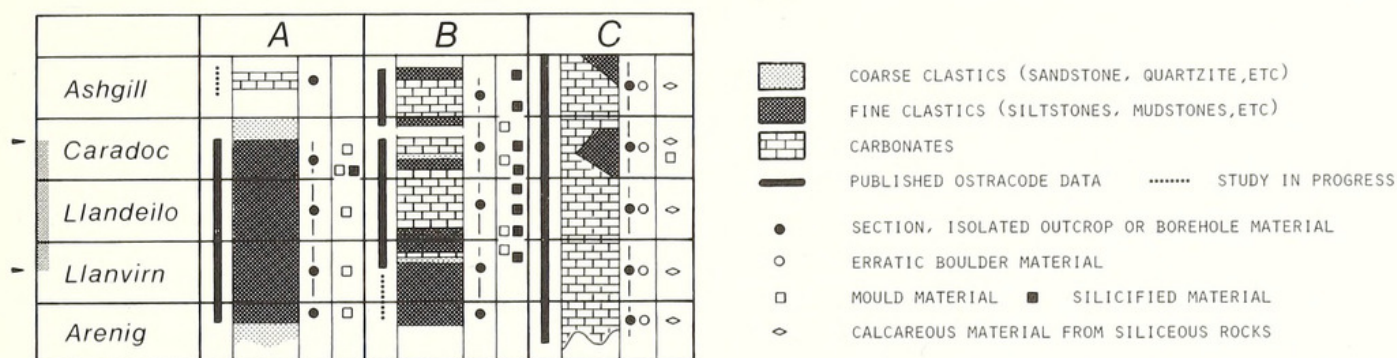 A B C
Ashgill
Caradoc
Llandeilo
Llanvirn
Arenig
COARSE CLASTICS (SANDSTONE, QUARTZITE,ETC)
FINE CLASTICS (SILTSTONES, MUDSTONES,ETC)
CARBONATES
PUBLISHED OSTRACODE DATA STUDY IN PROGRESS
SECTION, ISOLATED OUTCROP OR BOREHOLE MATERIAL
ERRATIC BOULDER MATERIAL
MOULD MATERIAL SILICIFIED MATERIAL
CALCAREOUS MATERIAL FROM SILICEOUS ROCKS